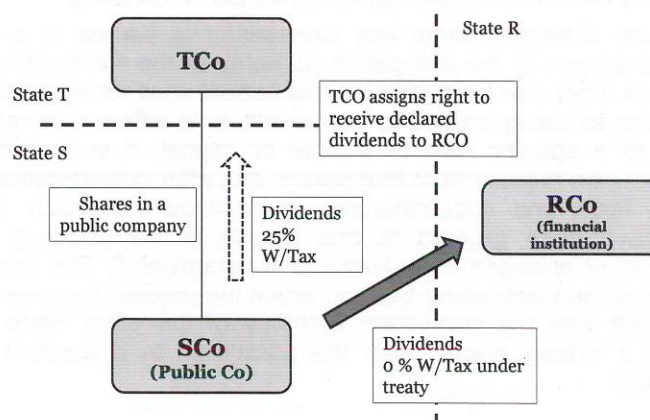 State R
TCo
State T
TCO assigns right to
receive declared
dividends to RCO
State S
Shares in a
public company
Dividends
25%
W/Tax
RCo
(financial
institution)
SCo
(Public Co)
Dividends
0 % W/Tax under
treaty